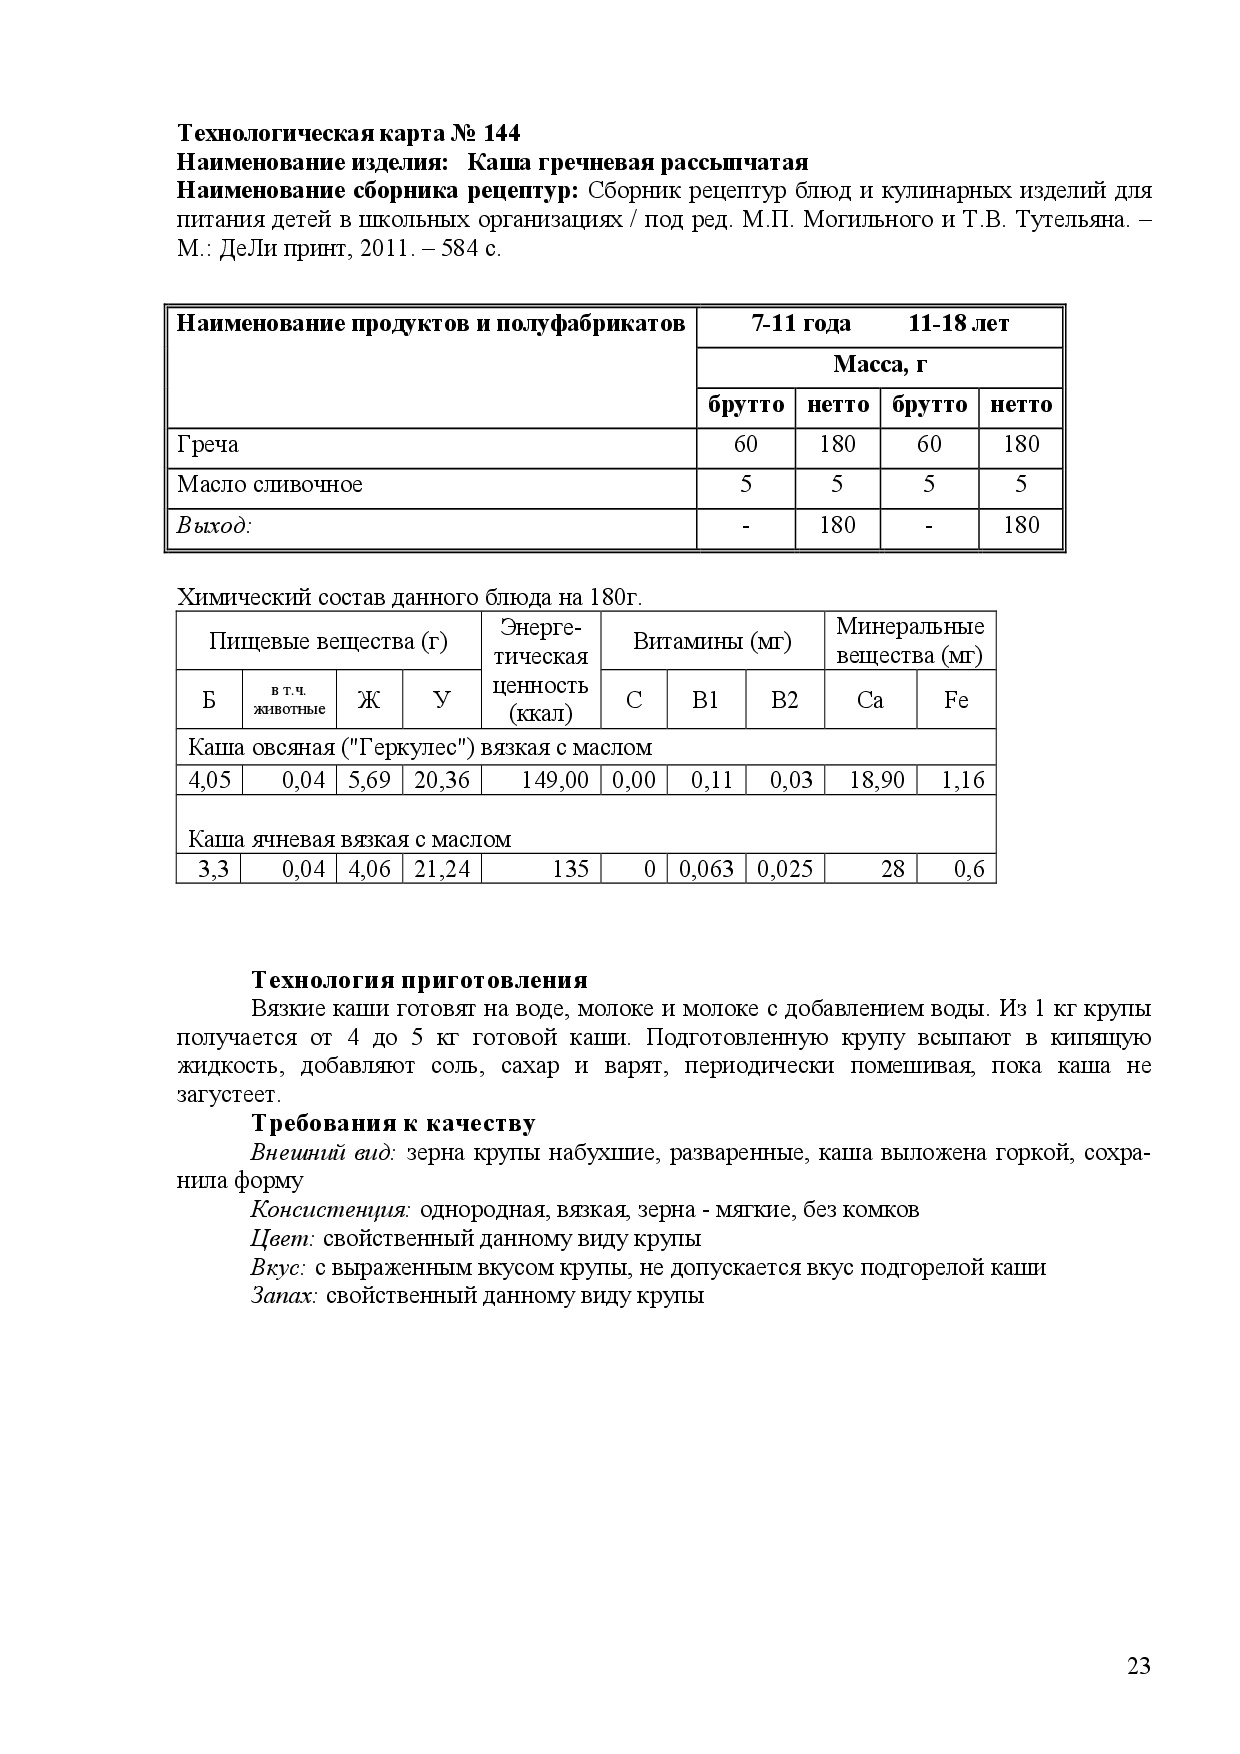 Технологическая карта № 144
Наименование изделия: Каша гречневая рассыпчатая
Наименование сборника рецептур: Сборник рецептур блюд и кулинарных изделий для
питания детей в школьных организациях / под ред. М.П. Могильного и Т.В. Тутельяна. –
М.: ДеЛи принт, 2011. – 584 с.
Наименование продуктов и полуфабрикатов 7-11 года 11-18 лет
Масса, г
брутто нетто брутто нетто
Греча 60 180 60 180
Масло сливочное 5 5 5 5
Выход: - 180 - 180
Химический состав данного блюда на 180г.
Пищевые вещества (г) Энерге-
тическая
ценность
(ккал) Витамины (мг) Минеральные
вещества (мг)
Б в т.ч.
животные Ж У С В1 В2 Ca Fe
Каша овсяная ("Геркулес") вязкая с маслом
4,05 0,04 5,69 20,36 149,00 0,00 0,11 0,03 18,90 1,16
Каша ячневая вязкая с маслом
3,3 0,04 4,06 21,24 135 0 0,063 0,025 28 0,6
Технология приготовления
Вязкие каши готовят на воде, молоке и молоке с добавлением воды. Из 1 кг крупы
получается от 4 до 5 кг готовой каши. Подготовленную крупу всыпают в кипящую
жидкость, добавляют соль, сахар и варят, периодически помешивая, пока каша не
загустеет.
Требования к качеству
Внешний вид: зерна крупы набухшие, разваренные, каша выложена горкой, сохра-
нила форму
Консистенция: однородная, вязкая, зерна - мягкие, без комков
Цвет: свойственный данному виду крупы
Вкус: с выраженным вкусом крупы, не допускается вкус подгорелой каши
Запах: свойственный данному виду крупы
23